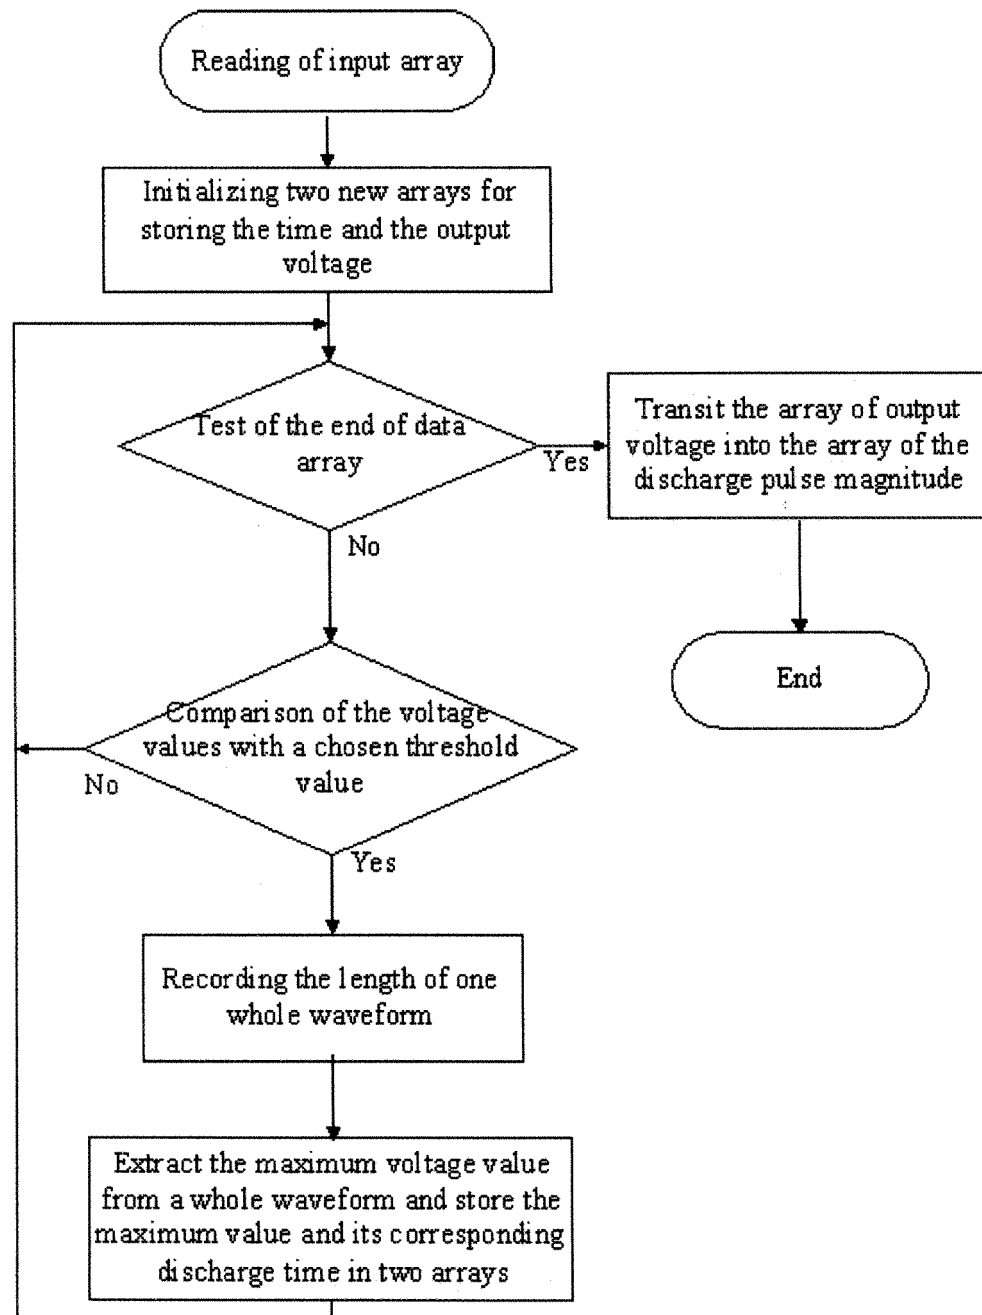 Reading of input array
Initializing two new arrays for
storing the time and the output
voltage
Test of the end of data
array
Yes
No
Transit the array of output
voltage into the array of the
discharge pulse magnitude
End
Comparison of the voltage
values with a chosen threshold
value
No
Yes
Recording the length of one
whole waveform
Extract the maximum voltage value
from a whole waveform and store the
maximum value and its corresponding
discharge time in two arrays